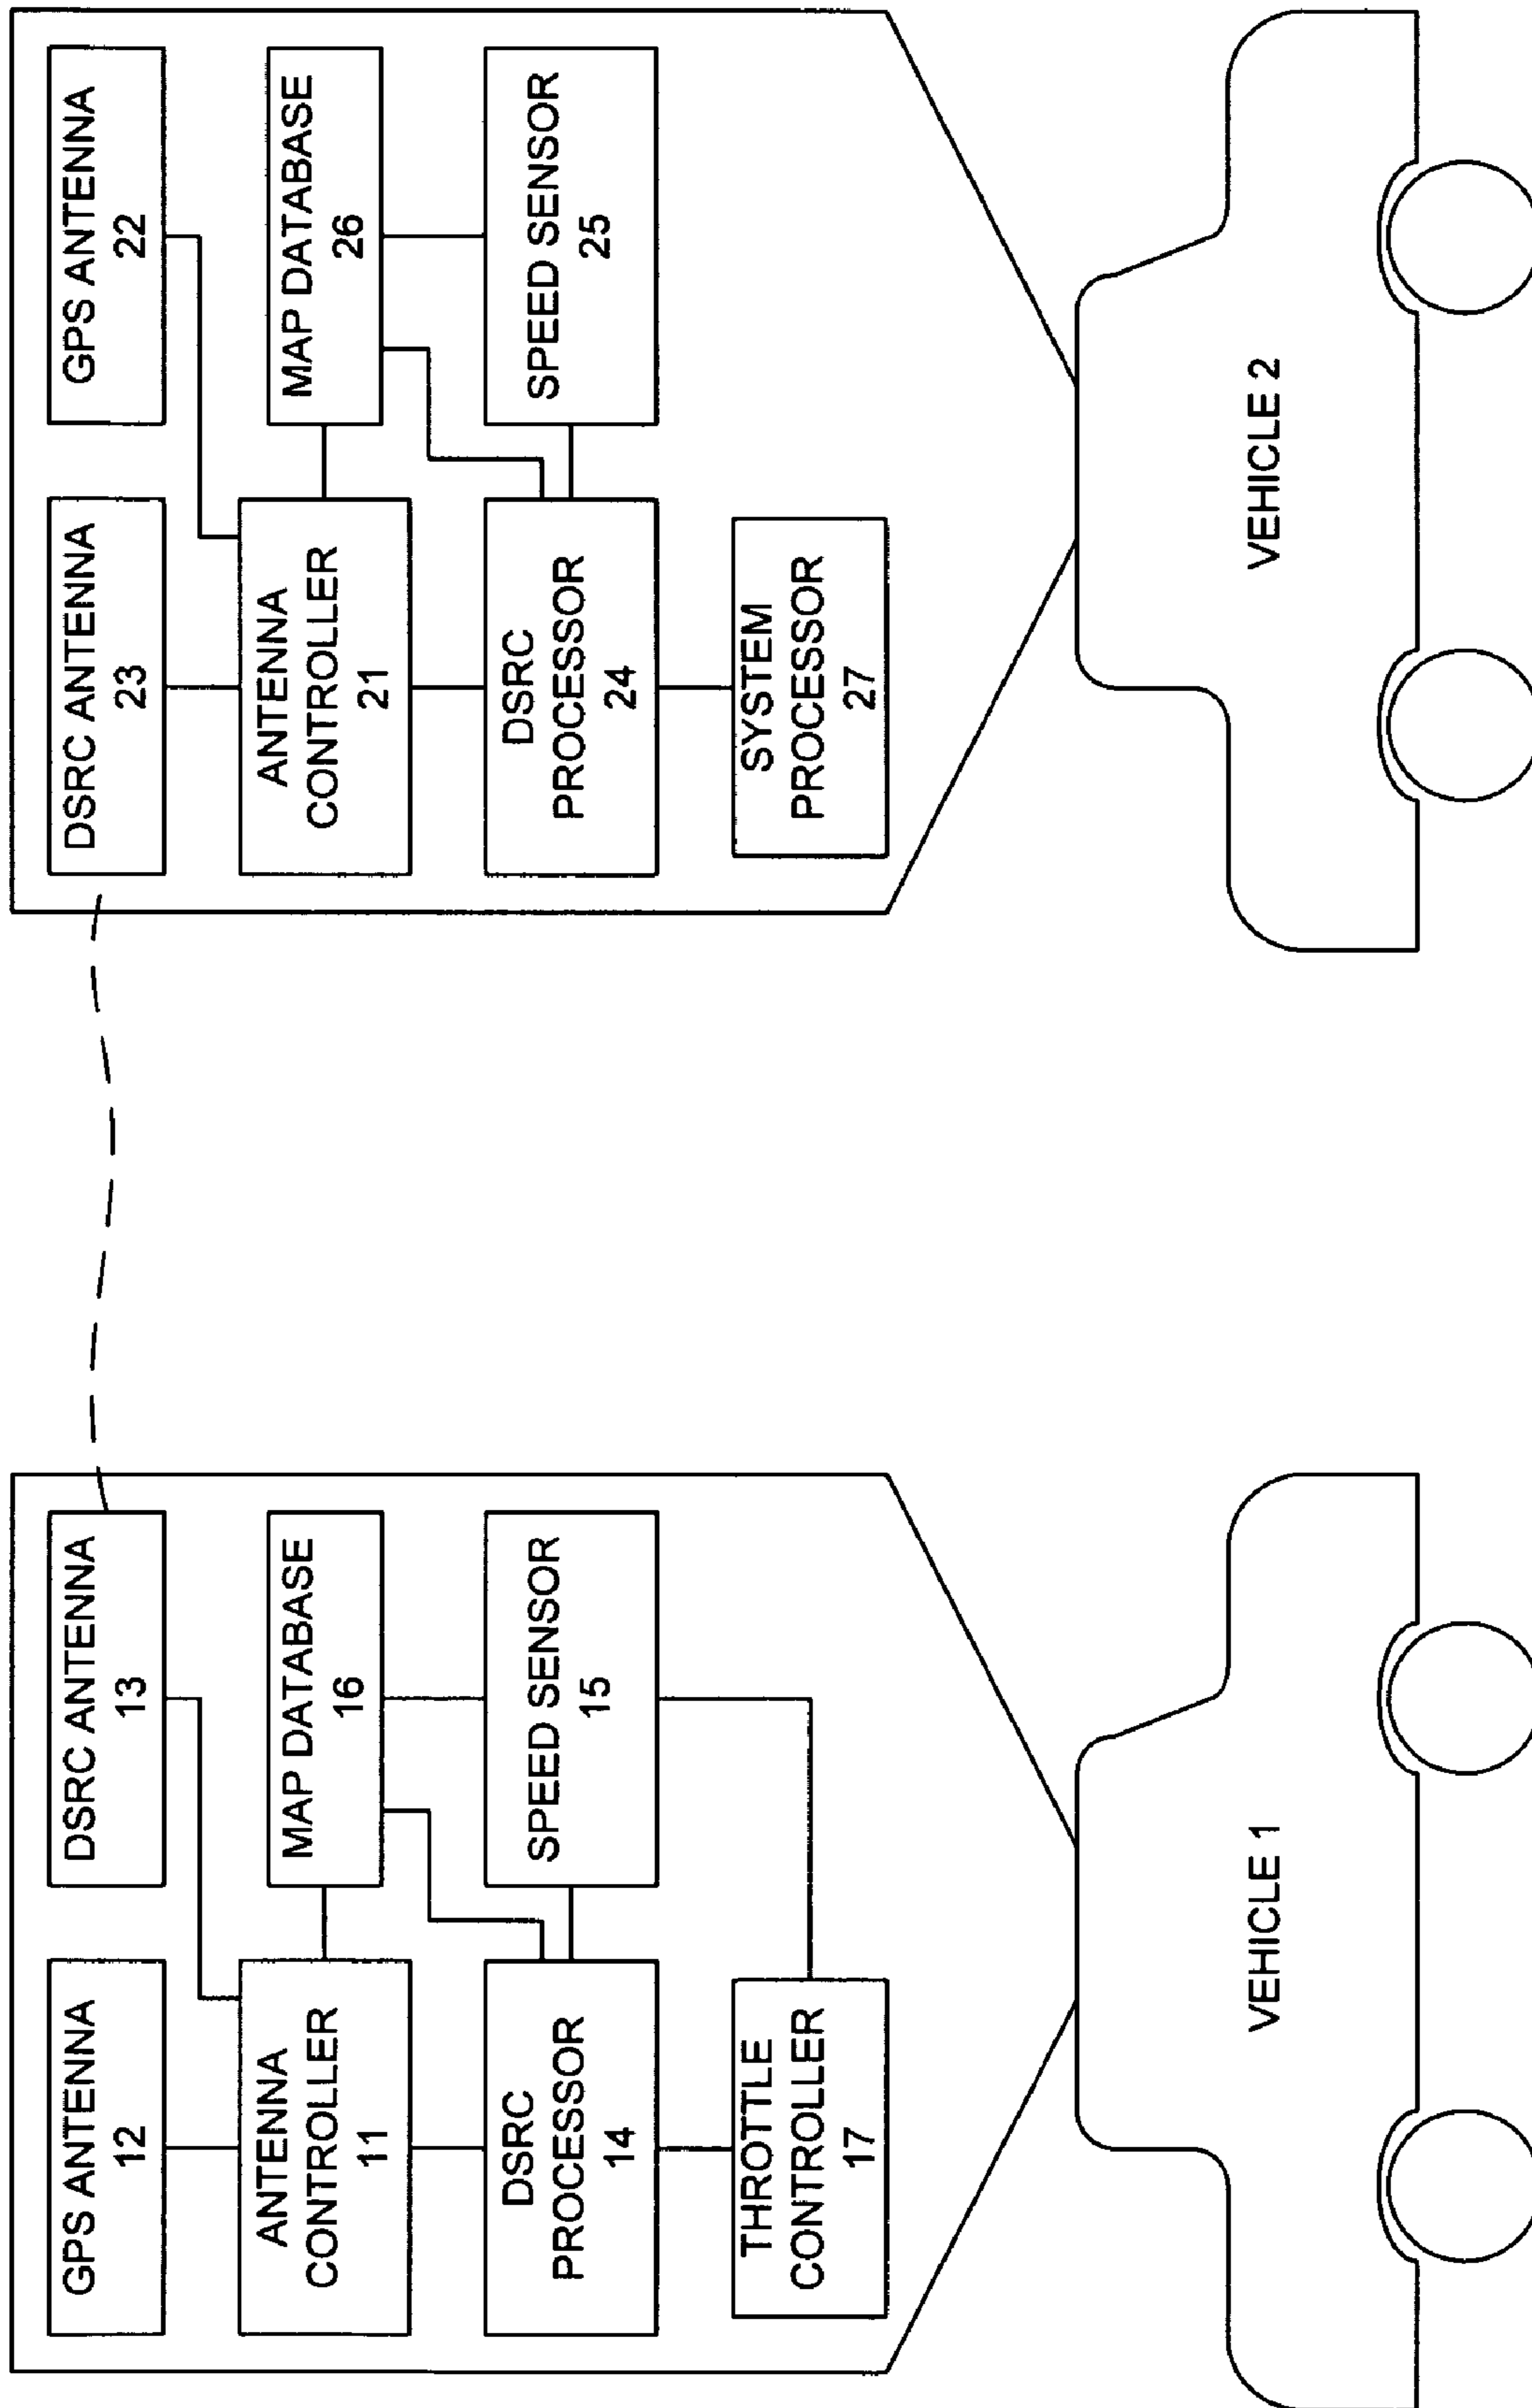 GPS ANTENNA
12
DSRC ANTENNA
13
ANTENNA
CONTROLLER
11
MAP DATABASE
16
DSRC
PROCESSOR
14
SPEED SENSOR
15
THROTTLE
CONTROLLER
17
VEHICLE 1
DSRC ANTENNA
23
GPS ANTENNA
22
ANTENNA
CONTROLLER
21
MAP DATABASE
26
DSRC
PROCESSOR
24
SPEED SENSOR
25
SYSTEM
PROCESSOR
27
VEHICLE 2